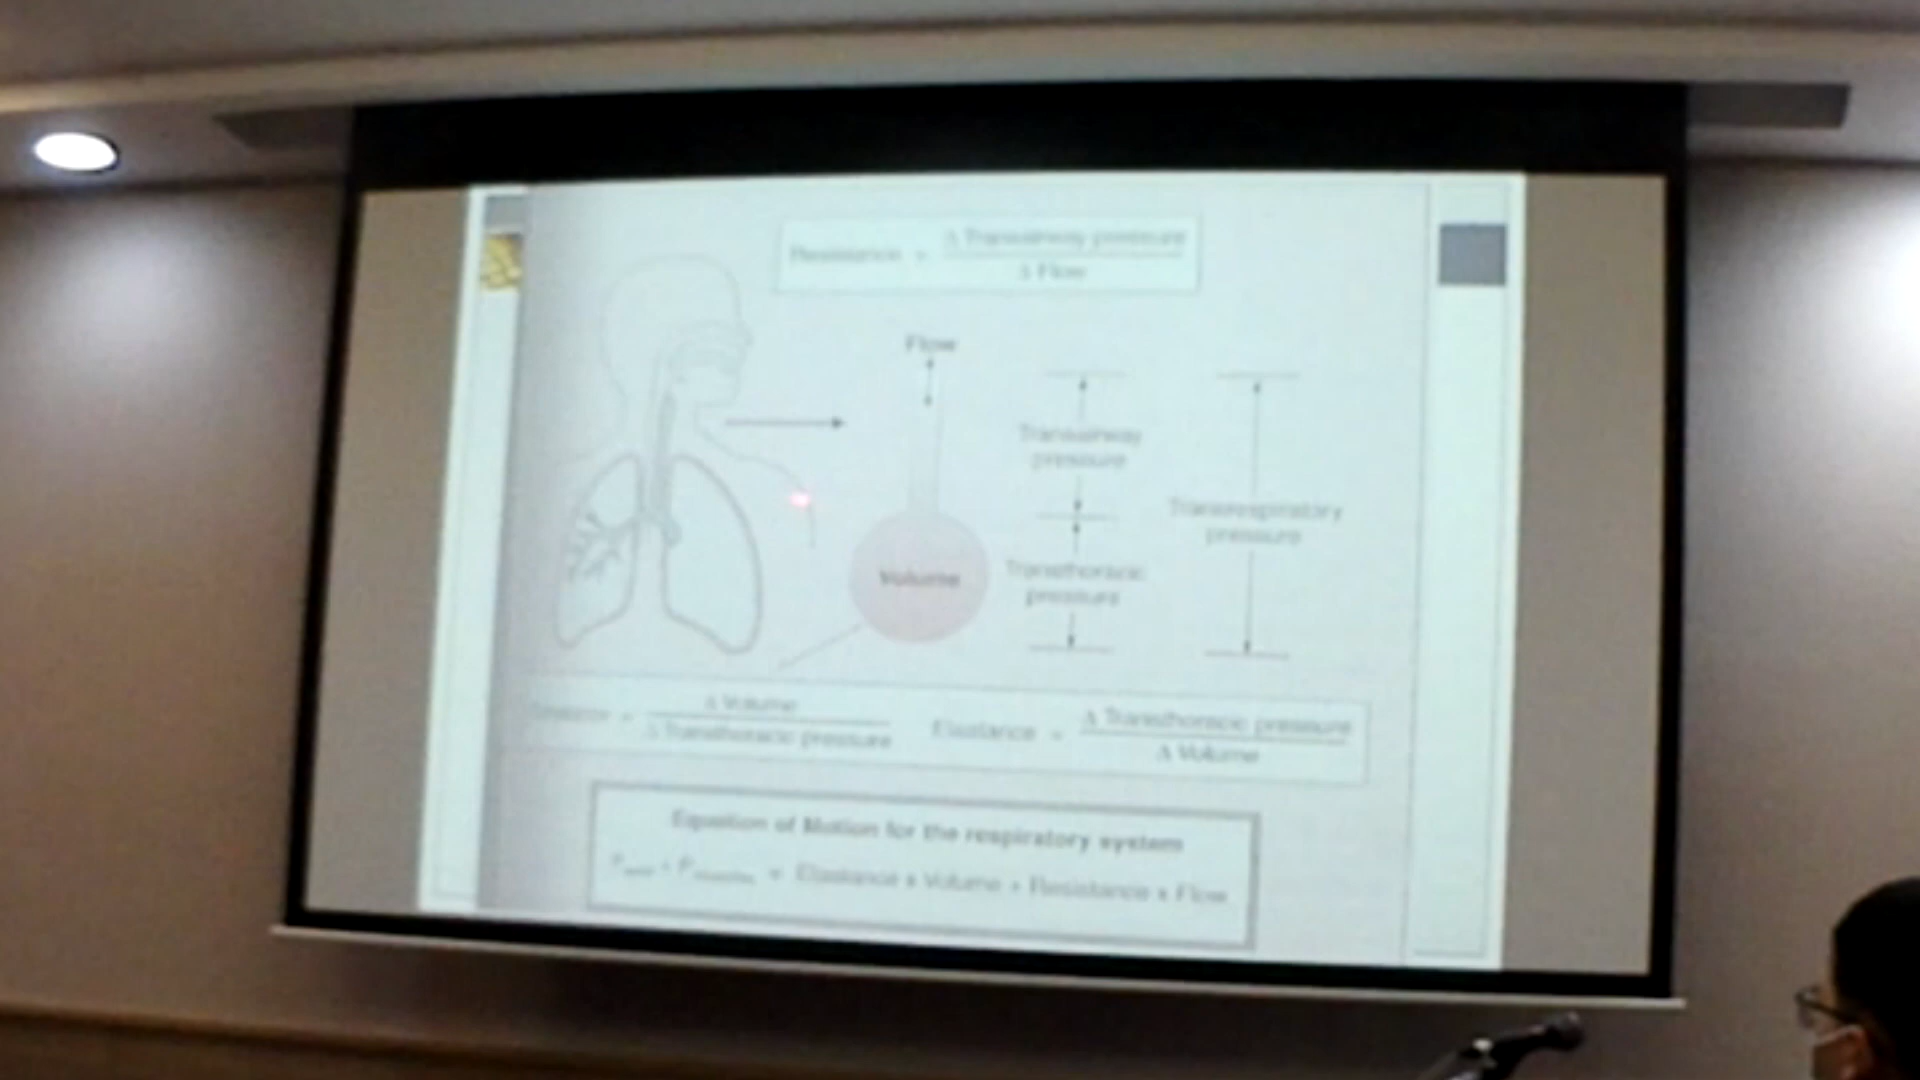 Resistance = Δ Transairway pressure
Δ Flow
Flow
Transairway
pressure
Transrespiratory
pressure
Volume
Transthoracic
pressure
Δ Volume
Δ Transthoracic pressure
Elastance = Δ Transthoracic pressure
Δ Volume
Equation of Motion for the respiratory system
= Elastance x Volume + Resistance x Flow